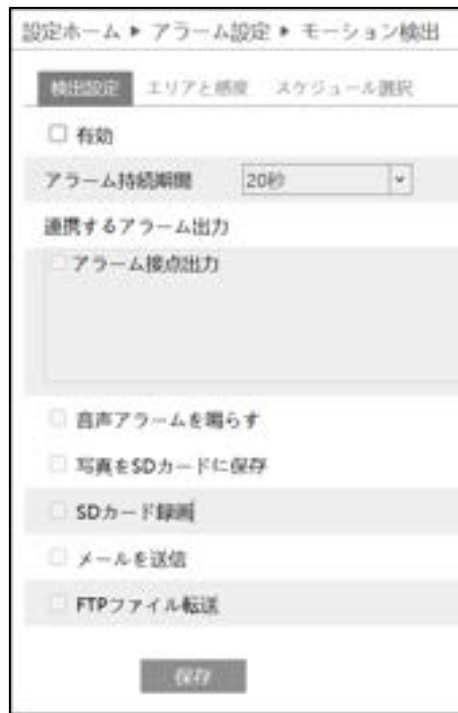 設定ホーム ▶ アラーム設定 ▶ モーション検出
検出設定 エリアと感度 スケジュール選択
有効
アラーム持続期間 20秒
連携するアラーム出力
アラーム接点出力
音声アラームを鳴らす
写真をSDカードに保存
SDカード録画
メールを送信
FTPファイル転送
保存